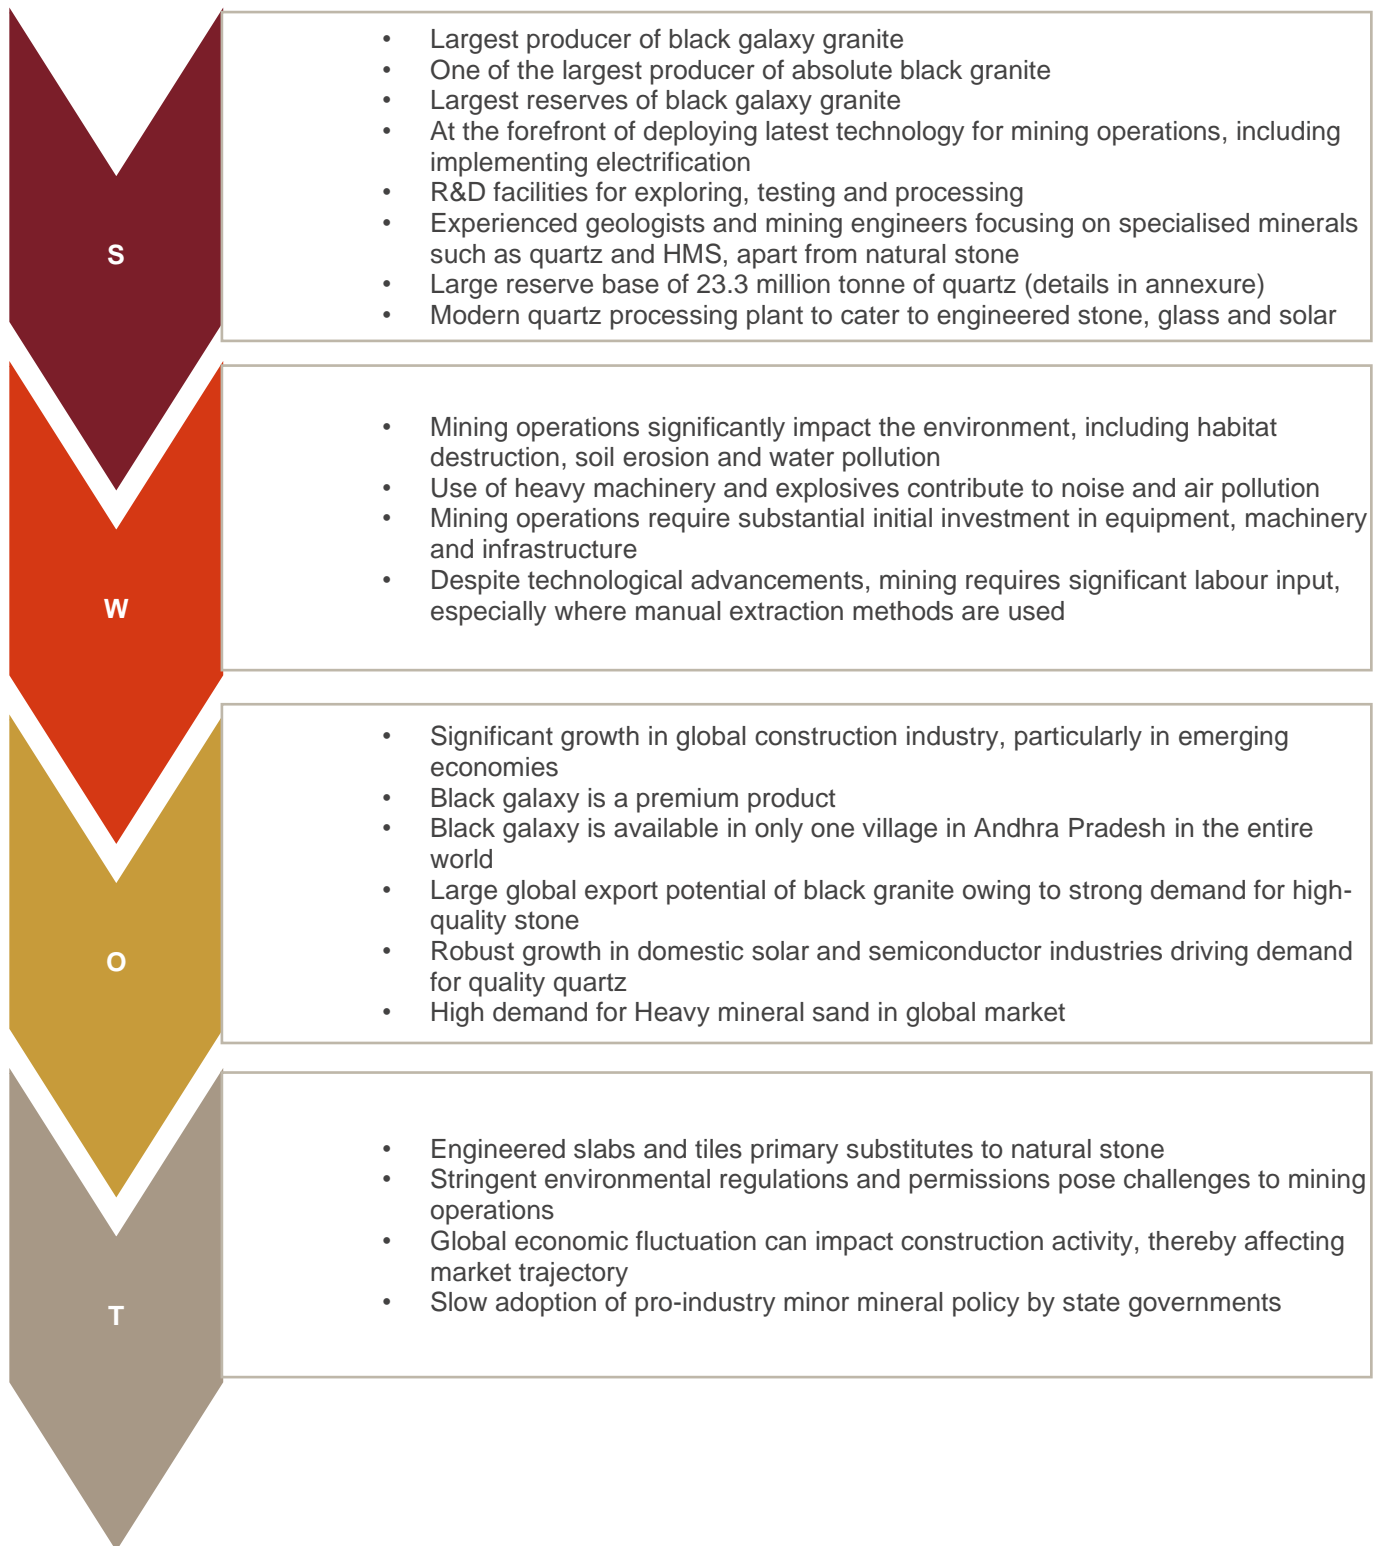 • Largest producer of black galaxy granite
• One of the largest producer of absolute black granite
• Largest reserves of black galaxy granite
• At the forefront of deploying latest technology for mining operations, including
implementing electrification
• R&D facilities for exploring, testing and processing
• Experienced geologists and mining engineers focusing on specialised minerals
such as quartz and HMS, apart from natural stone
• Large reserve base of 23.3 million tonne of quartz (details in annexure)
• Modern quartz processing plant to cater to engineered stone, glass and solar
S
• Mining operations significantly impact the environment, including habitat
destruction, soil erosion and water pollution
• Use of heavy machinery and explosives contribute to noise and air pollution
• Mining operations require substantial initial investment in equipment, machinery
and infrastructure
• Despite technological advancements, mining requires significant labour input,
especially where manual extraction methods are used
W
• Significant growth in global construction industry, particularly in emerging
economies
• Black galaxy is a premium product
• Black galaxy is available in only one village in Andhra Pradesh in the entire
world
• Large global export potential of black granite owing to strong demand for high-
quality stone
• Robust growth in domestic solar and semiconductor industries driving demand
for quality quartz
• High demand for Heavy mineral sand in global market
O
• Engineered slabs and tiles primary substitutes to natural stone
• Stringent environmental regulations and permissions pose challenges to mining
operations
• Global economic fluctuation can impact construction activity, thereby affecting
market trajectory
• Slow adoption of pro-industry minor mineral policy by state governments
T